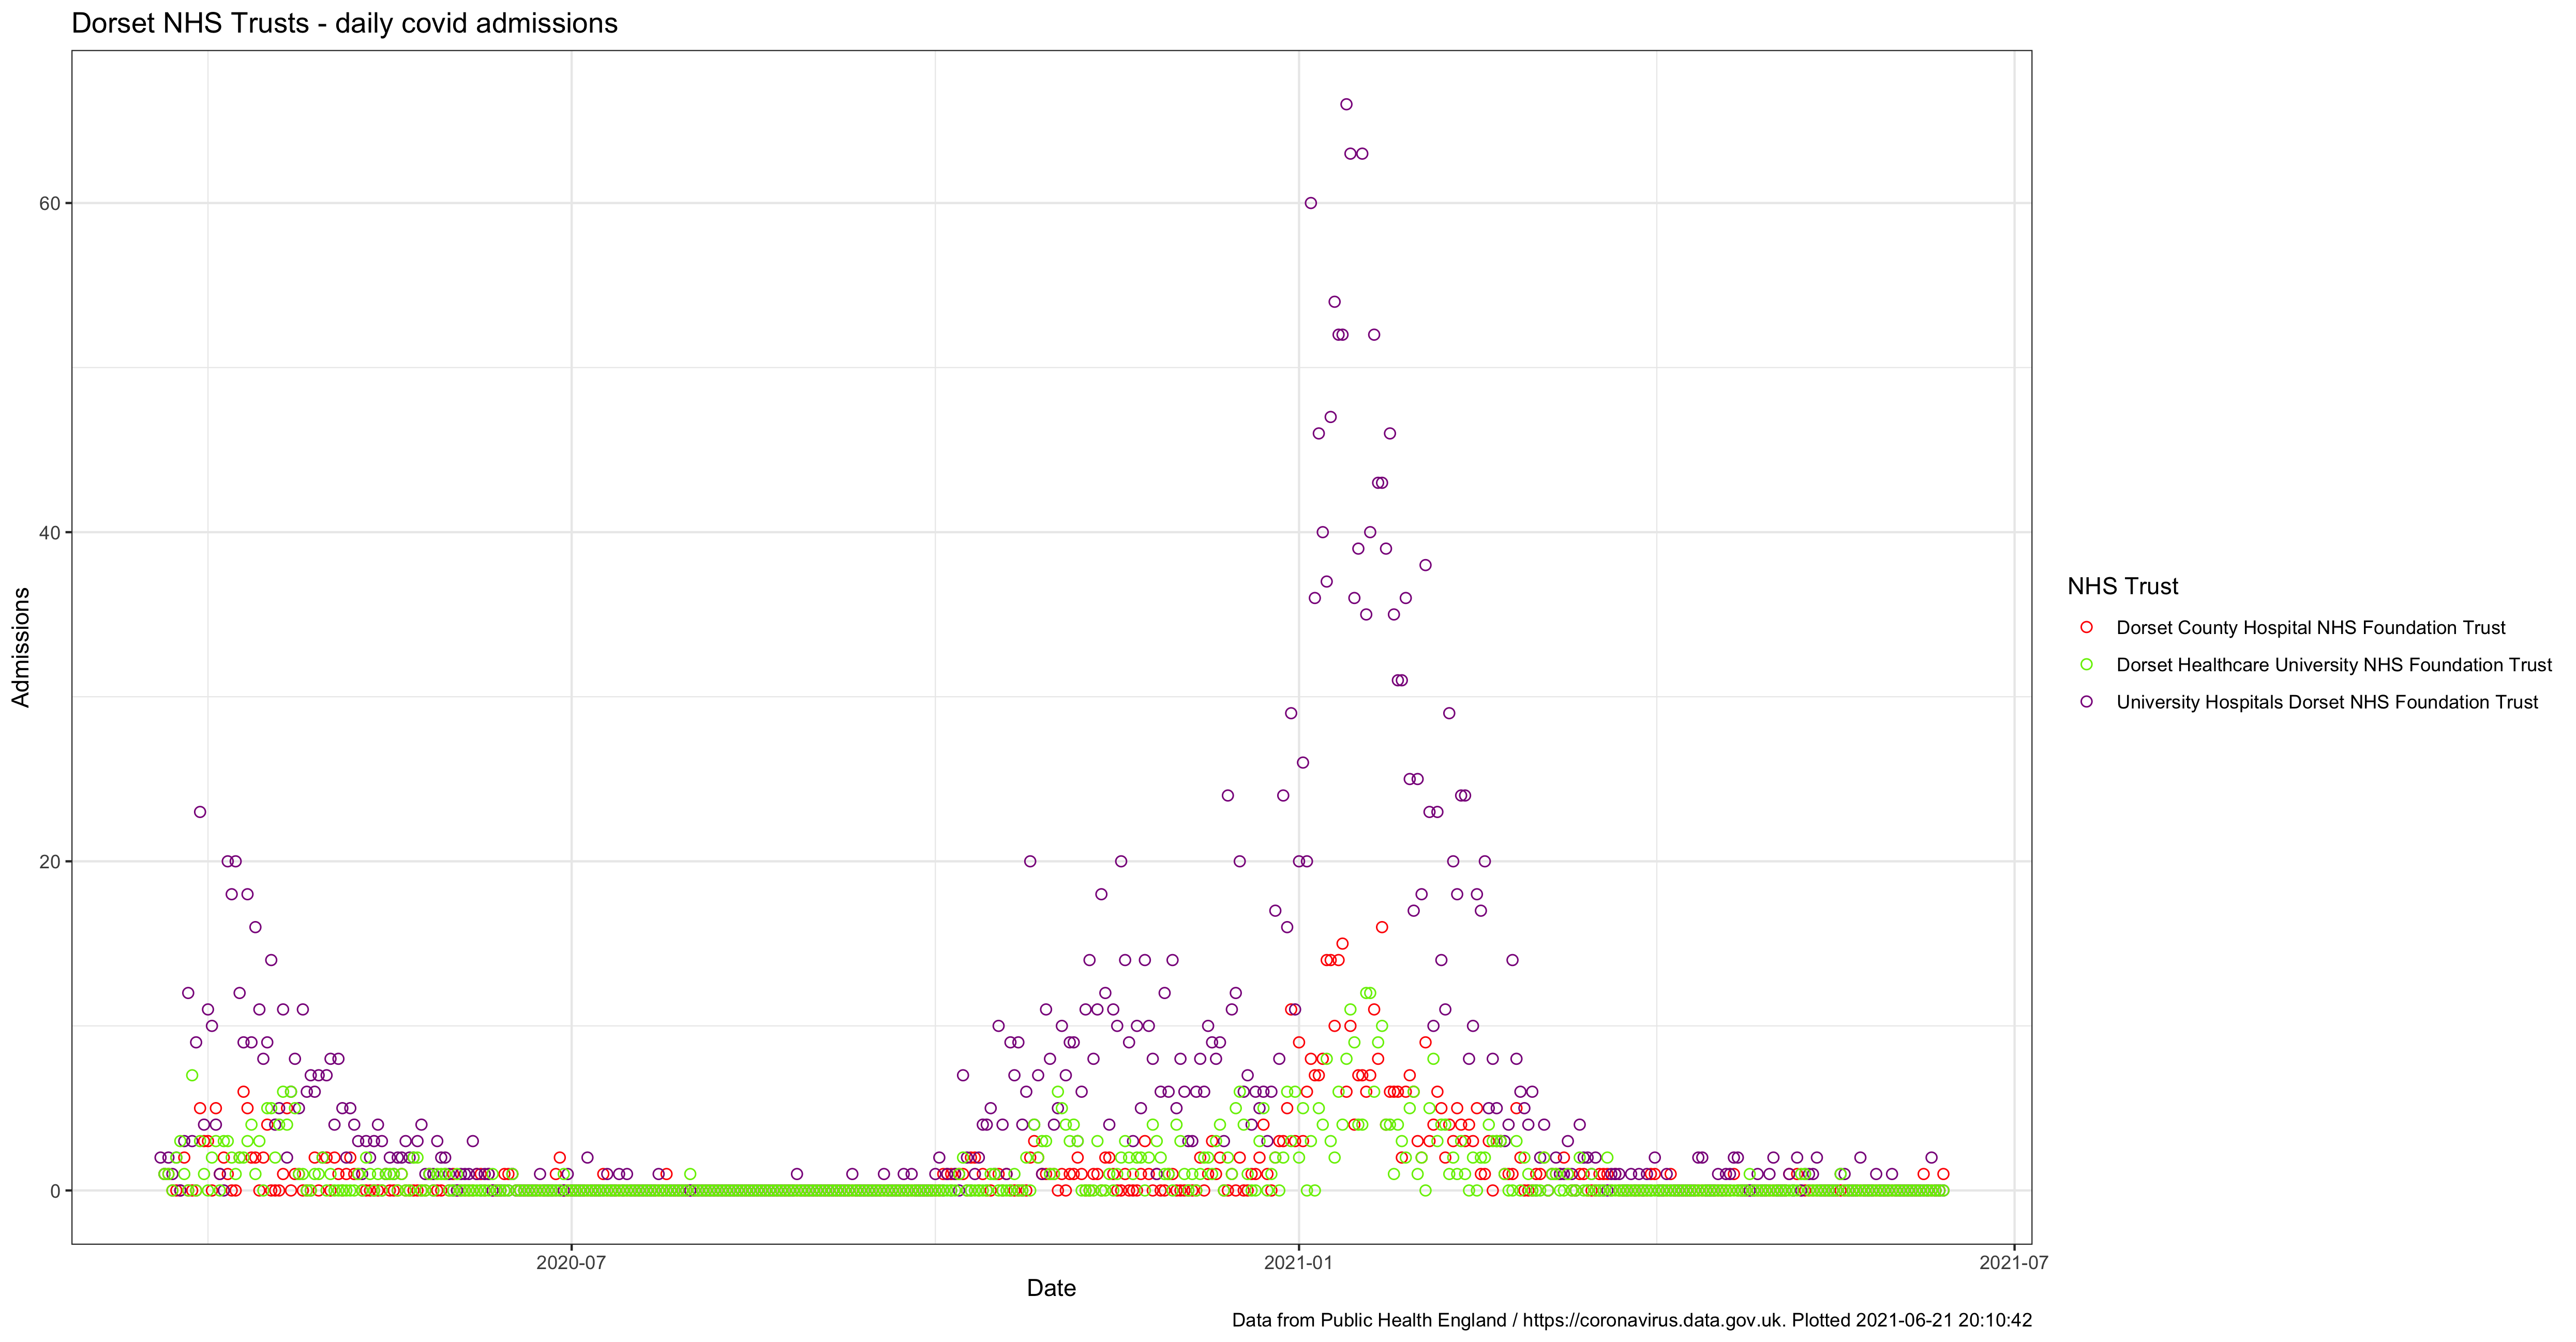 Dorset NHS Trusts - daily covid admissions
60
40
20
0
Admissions
2020-07
2021-01
2021-07
Date
NHS Trust
Dorset County Hospital NHS Foundation Trust
Dorset Healthcare University NHS Foundation Trust
University Hospitals Dorset NHS Foundation Trust
Data from Public Health England / https://coronavirus.data.gov.uk. Plotted 2021-06-21 20:10:42